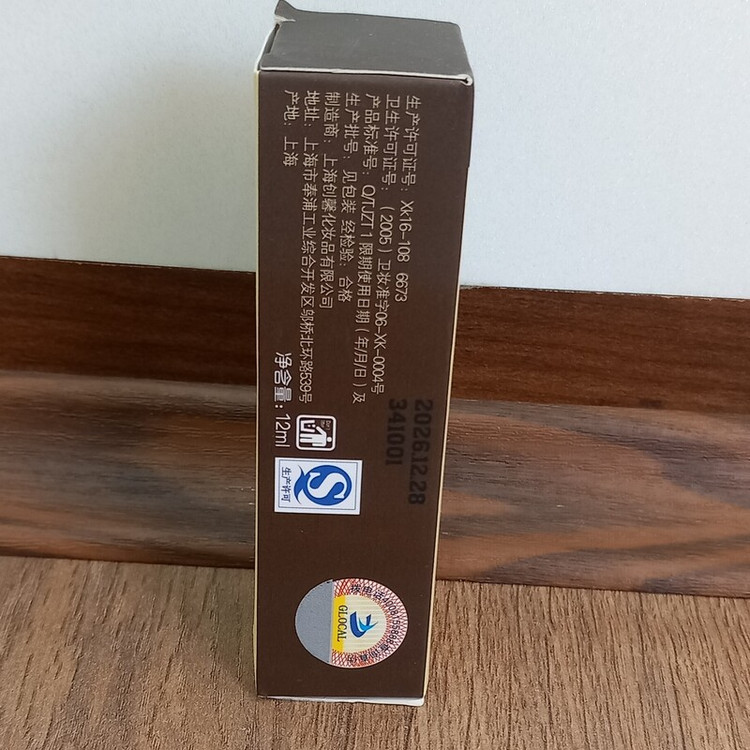 生产许可证号：Xk16-108 6673
卫生许可证号：（2005）卫妆准字06-XK-0004号
产品标准号：Q/TJZT 1 限期使用日期（年/月/日）及
生产批号：见包装 经检验：合格
制造商：上海创馨化妆品有限公司
地址：上海市泰浦工业综合开发区邬桥北环路539号
产地：上海
2026.12.28
341001
净含量：12ml
生产许可
GLOCAL